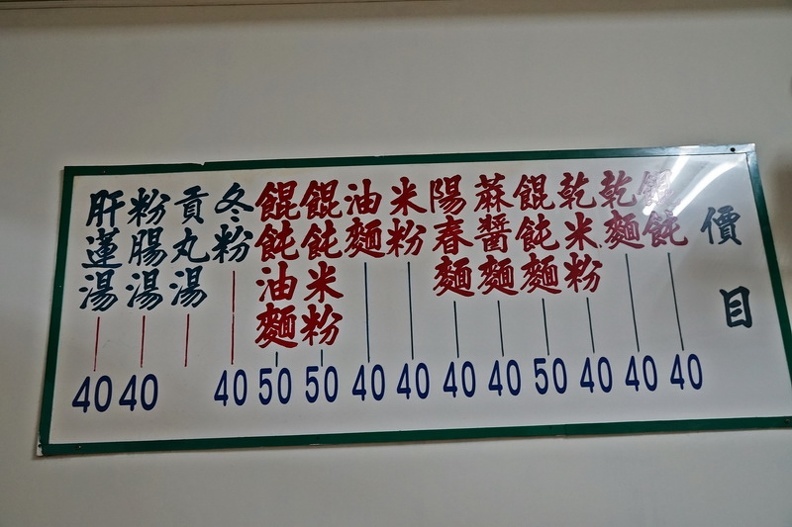 價目
餛飩 40
乾麵 40
乾米粉 40
餛飩麵 50
蔴醬麵 40
陽春麵 40
米粉 40
油麵 40
餛飩米粉 50
餛飩油麵 50
冬粉 40
貢丸湯
粉腸湯 40
肝蓮湯 40